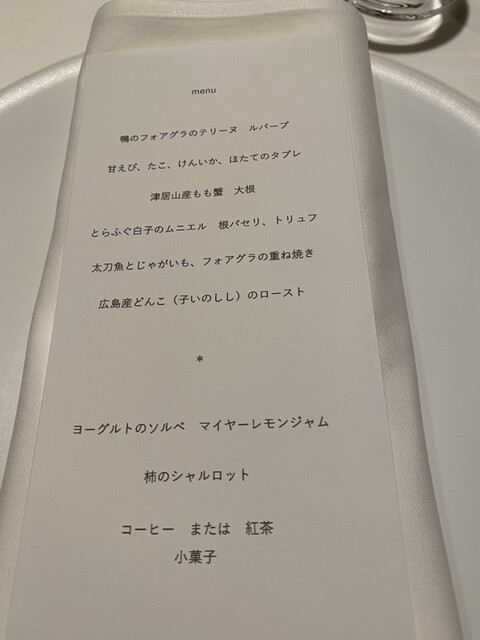 menu
鴨のフォアグラのテリーヌ　ルバーブ
甘えび、たこ、けんいか、ほたてのタブレ
津居山産もも蟹　大根
とらふぐ白子のムニエル　根パセリ、トリュフ
太刀魚とじゃがいも、フォアグラの重ね焼き
広島産どんこ（子いのしし）のロースト
*
ヨーグルトのソルベ　マイヤーレモンジャム
柿のシャルロット
コーヒー　または　紅茶
小菓子